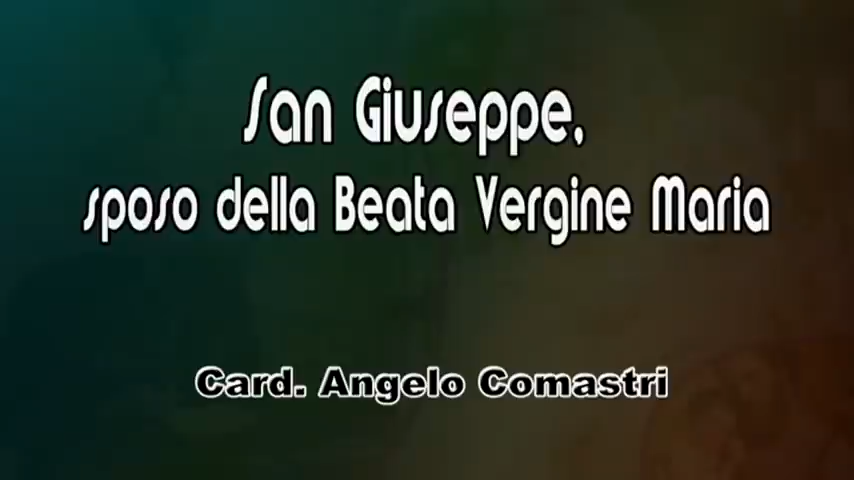 San Giuseppe,
sposo della Beata Vergine Maria
Card. Angelo Comastri